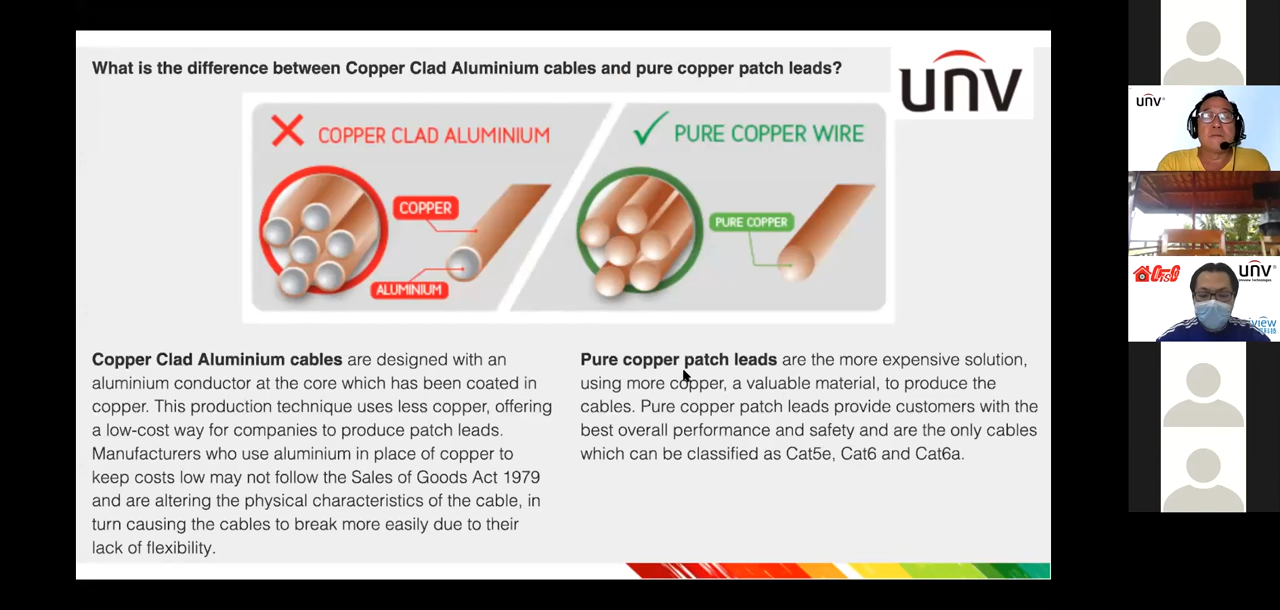 What is the difference between Copper Clad Aluminium cables and pure copper patch leads?
unv
COPPER CLAD ALUMINIUM
PURE COPPER WIRE
COPPER
ALUMINIUM
PURE COPPER
Copper Clad Aluminium cables are designed with an
aluminium conductor at the core which has been coated in
copper. This production technique uses less copper, offering
a low-cost way for companies to produce patch leads.
Manufacturers who use aluminium in place of copper to
keep costs low may not follow the Sales of Goods Act 1979
and are altering the physical characteristics of the cable, in
turn causing the cables to break more easily due to their
lack of flexibility.
Pure copper patch leads are the more expensive solution,
using more copper, a valuable material, to produce the
cables. Pure copper patch leads provide customers with the
best overall performance and safety and are the only cables
which can be classified as Cat5e, Cat6 and Cat6a.
unv
unv
view